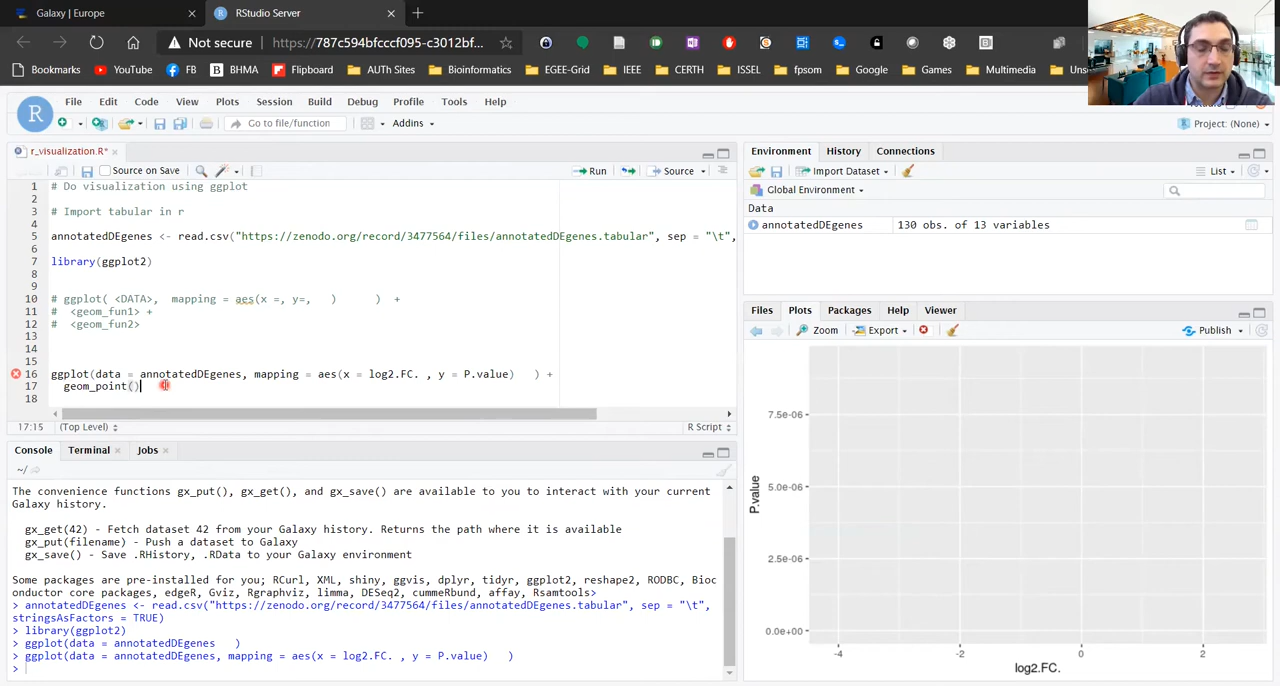 Galaxy | Europe
RStudio Server
Not secure
https://787c594bfcccf095-c3012bf...
Bookmarks
YouTube
FB
BHMA
Flipboard
AUTh Sites
Bioinformatics
EGEE-Grid
IEEE
CERTH
ISSEL
fpsom
Google
Games
Multimedia
File Edit Code View Plots Session Build Debug Profile Tools Help
Go to file/function
Addins
Project: (None)
r_visualization.R*
Source on Save
Run
Source
1 # Do visualization using ggplot
2
3 # Import tabular in r
4
5 annotatedDEgenes <- read.csv("https://zenodo.org/record/3477564/files/annotatedDEgenes.tabular", sep = "\t",
6
7 library(ggplot2)
8
9
10 # ggplot( <DATA>, mapping = aes(x =, y=, ) ) +
11 # <geom_fun1> +
12 # <geom_fun2>
13
14
15
16 ggplot(data = annotatedDEgenes, mapping = aes(x = log2.FC. , y = P.value) ) +
17 geom_point()
18
17:15
(Top Level)
R Script
Console Terminal Jobs
~/
The convenience functions gx_put(), gx_get(), and gx_save() are available to you to interact with your current
Galaxy history.
gx_get(42) - Fetch dataset 42 from your Galaxy history. Returns the path where it is available
gx_put(filename) - Push a dataset to Galaxy
gx_save() - Save .RHistory, .RData to your Galaxy environment
Some packages are pre-installed for you; RCurl, XML, shiny, ggvis, dplyr, tidyr, ggplot2, reshape2, RODBC, Bioc
onductor core packages, edgeR, Gviz, Rgraphviz, limma, DESeq2, cummeRbund, affay, Rsamtools>
> annotatedDEgenes <- read.csv("https://zenodo.org/record/3477564/files/annotatedDEgenes.tabular", sep = "\t",
stringsAsFactors = TRUE)
> library(ggplot2)
> ggplot(data = annotatedDEgenes )
> ggplot(data = annotatedDEgenes, mapping = aes(x = log2.FC. , y = P.value) )
>
Environment History Connections
Import Dataset
List
Global Environment
Data
annotatedDEgenes 130 obs. of 13 variables
Files Plots Packages Help Viewer
Zoom
Export
Publish
7.5e-06
5.0e-06
2.5e-06
0.0e+00
P.value
-4 -2 0 2
log2.FC.